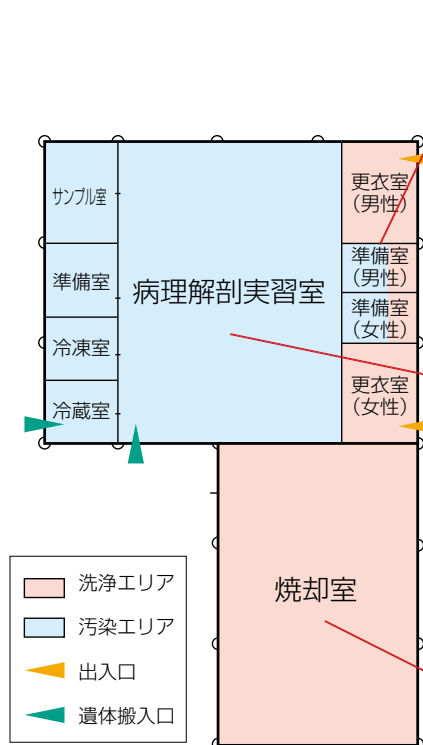 サンプル室
準備室
冷凍室
冷蔵室
病理解剖実習室
更衣室
(男性)
準備室
(男性)
準備室
(女性)
更衣室
(女性)
焼却室
洗浄エリア
汚染エリア
出入口
遺体搬入口